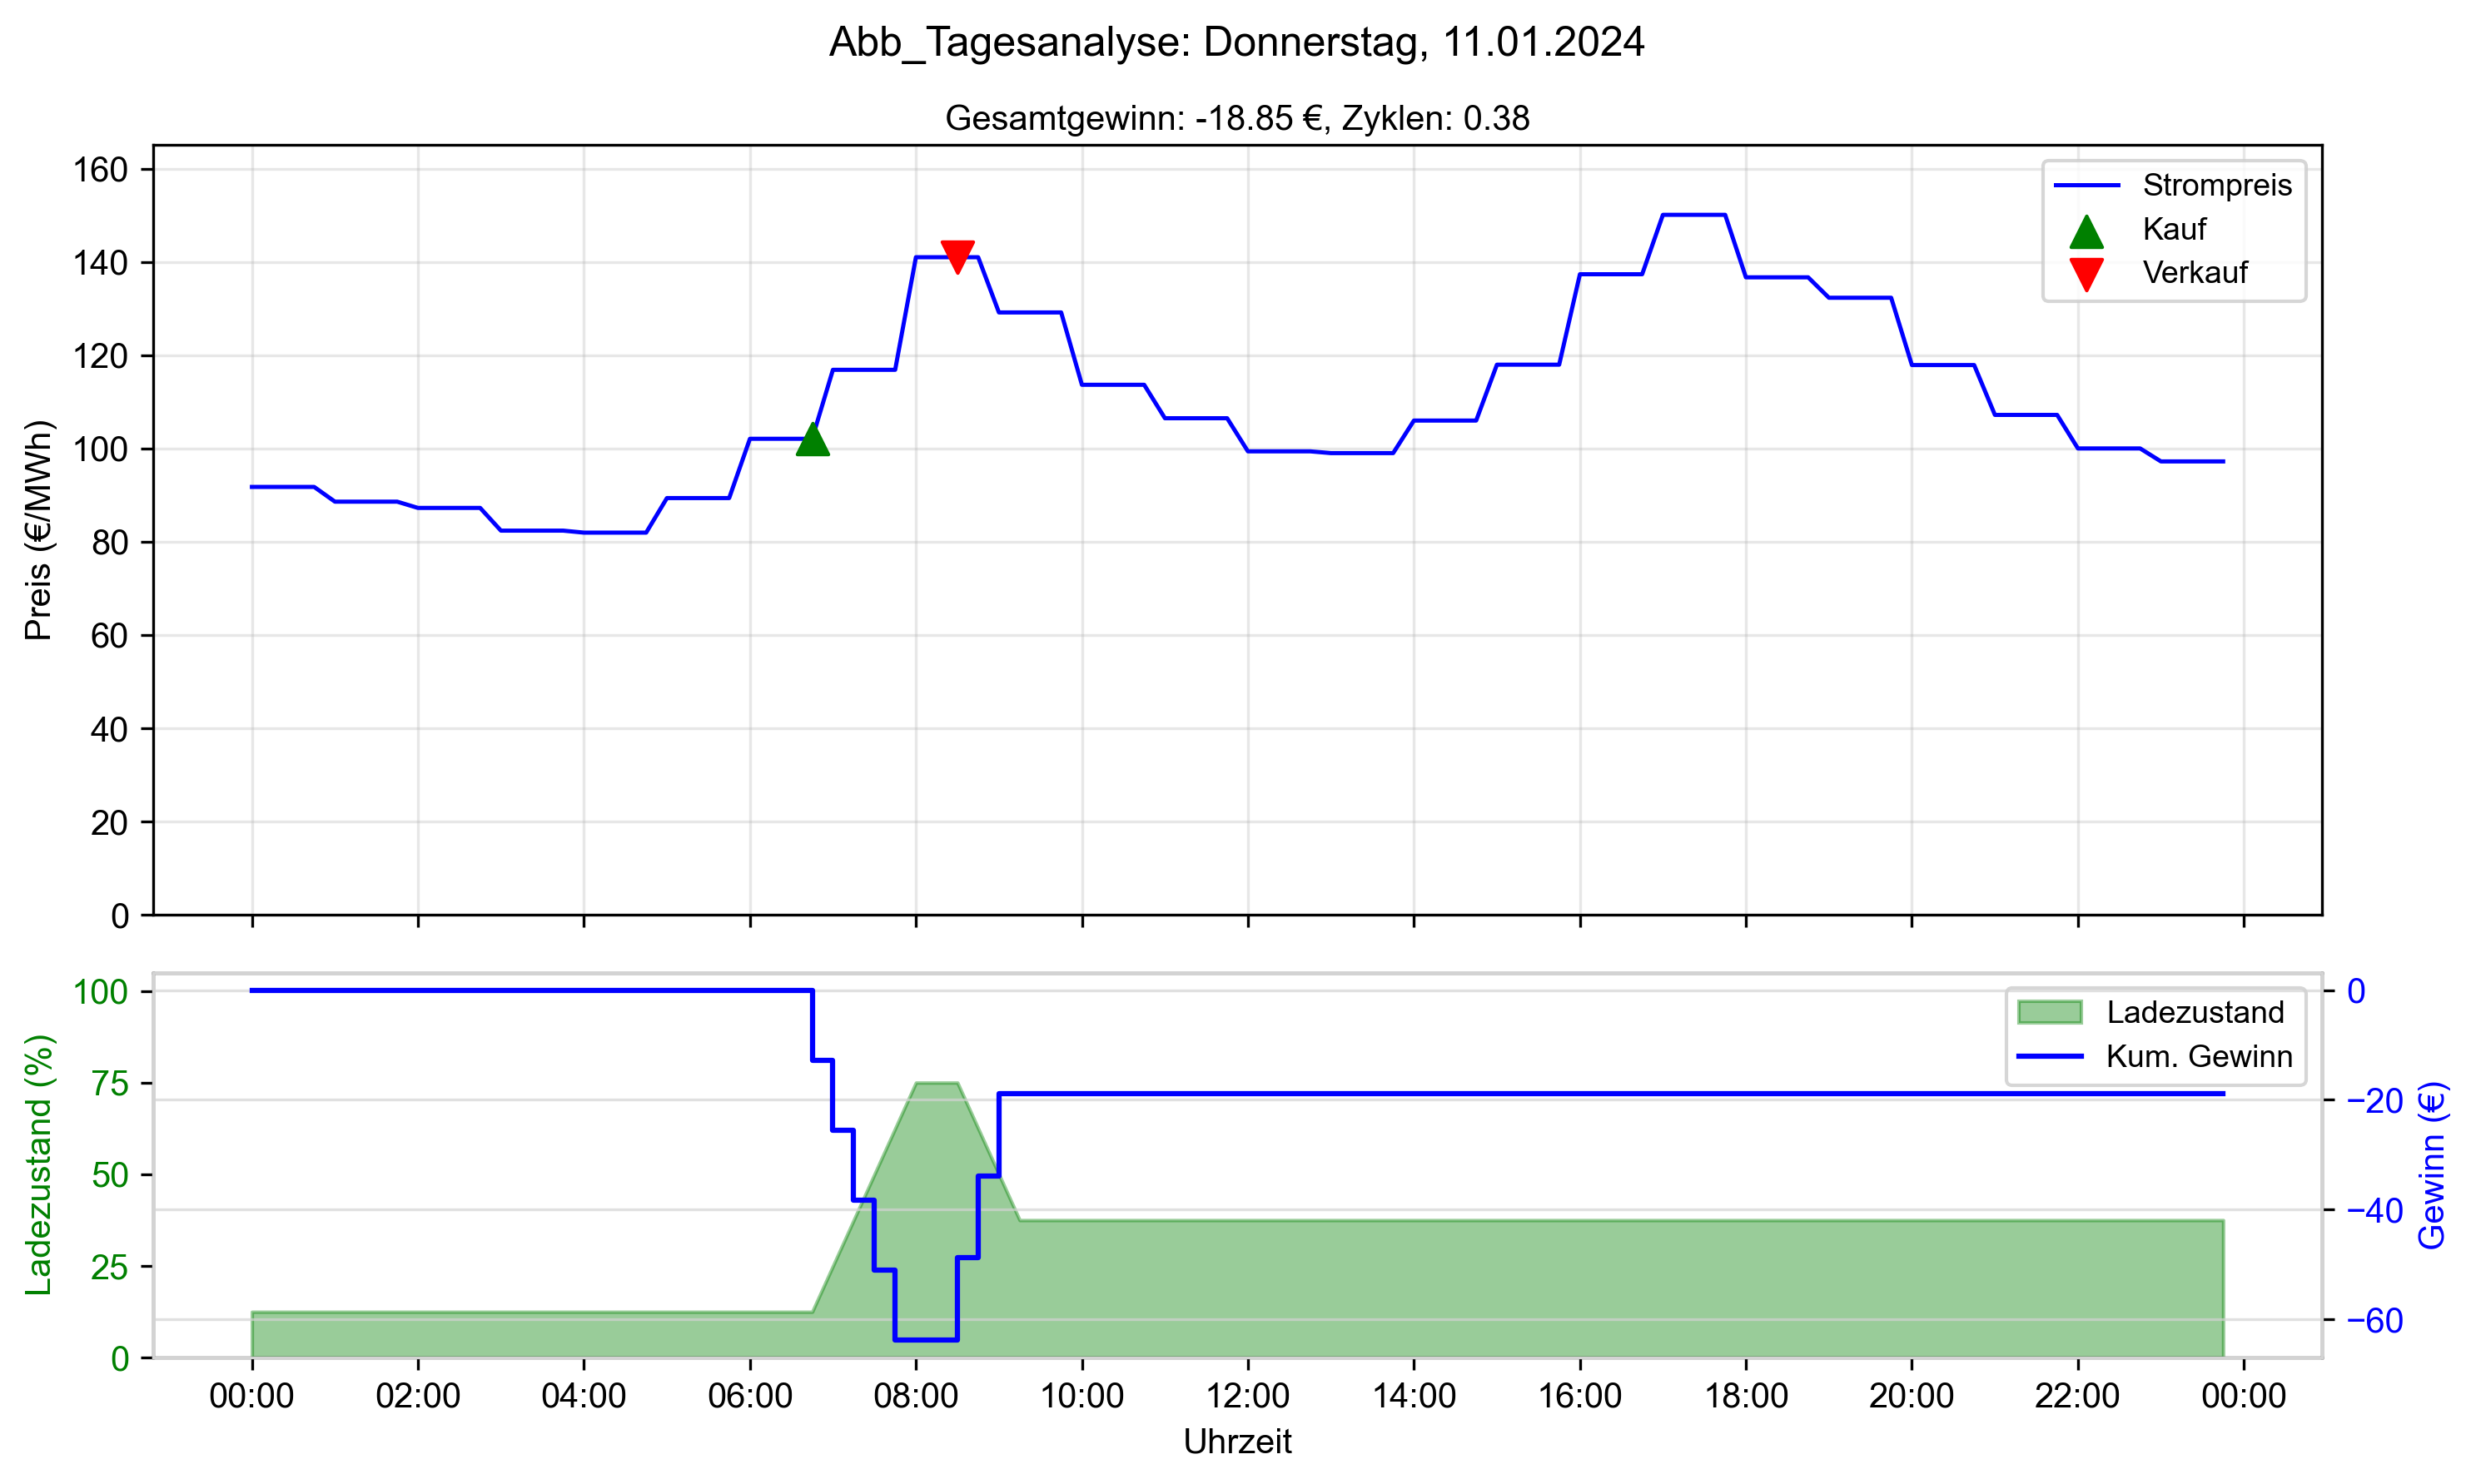 Abb_Tagesanalyse: Donnerstag, 11.01.2024
Gesamtgewinn: -18.85 €, Zyklen: 0.38
Preis (€/MWh)
160
140
120
100
80
60
40
20
0
Strompreis
Kauf
Verkauf
Ladezustand (%)
100
75
50
25
0
Ladezustand
Kum. Gewinn
0
−20
−40
−60
Gewinn (€)
00:00 02:00 04:00 06:00 08:00 10:00 12:00 14:00 16:00 18:00 20:00 22:00 00:00
Uhrzeit